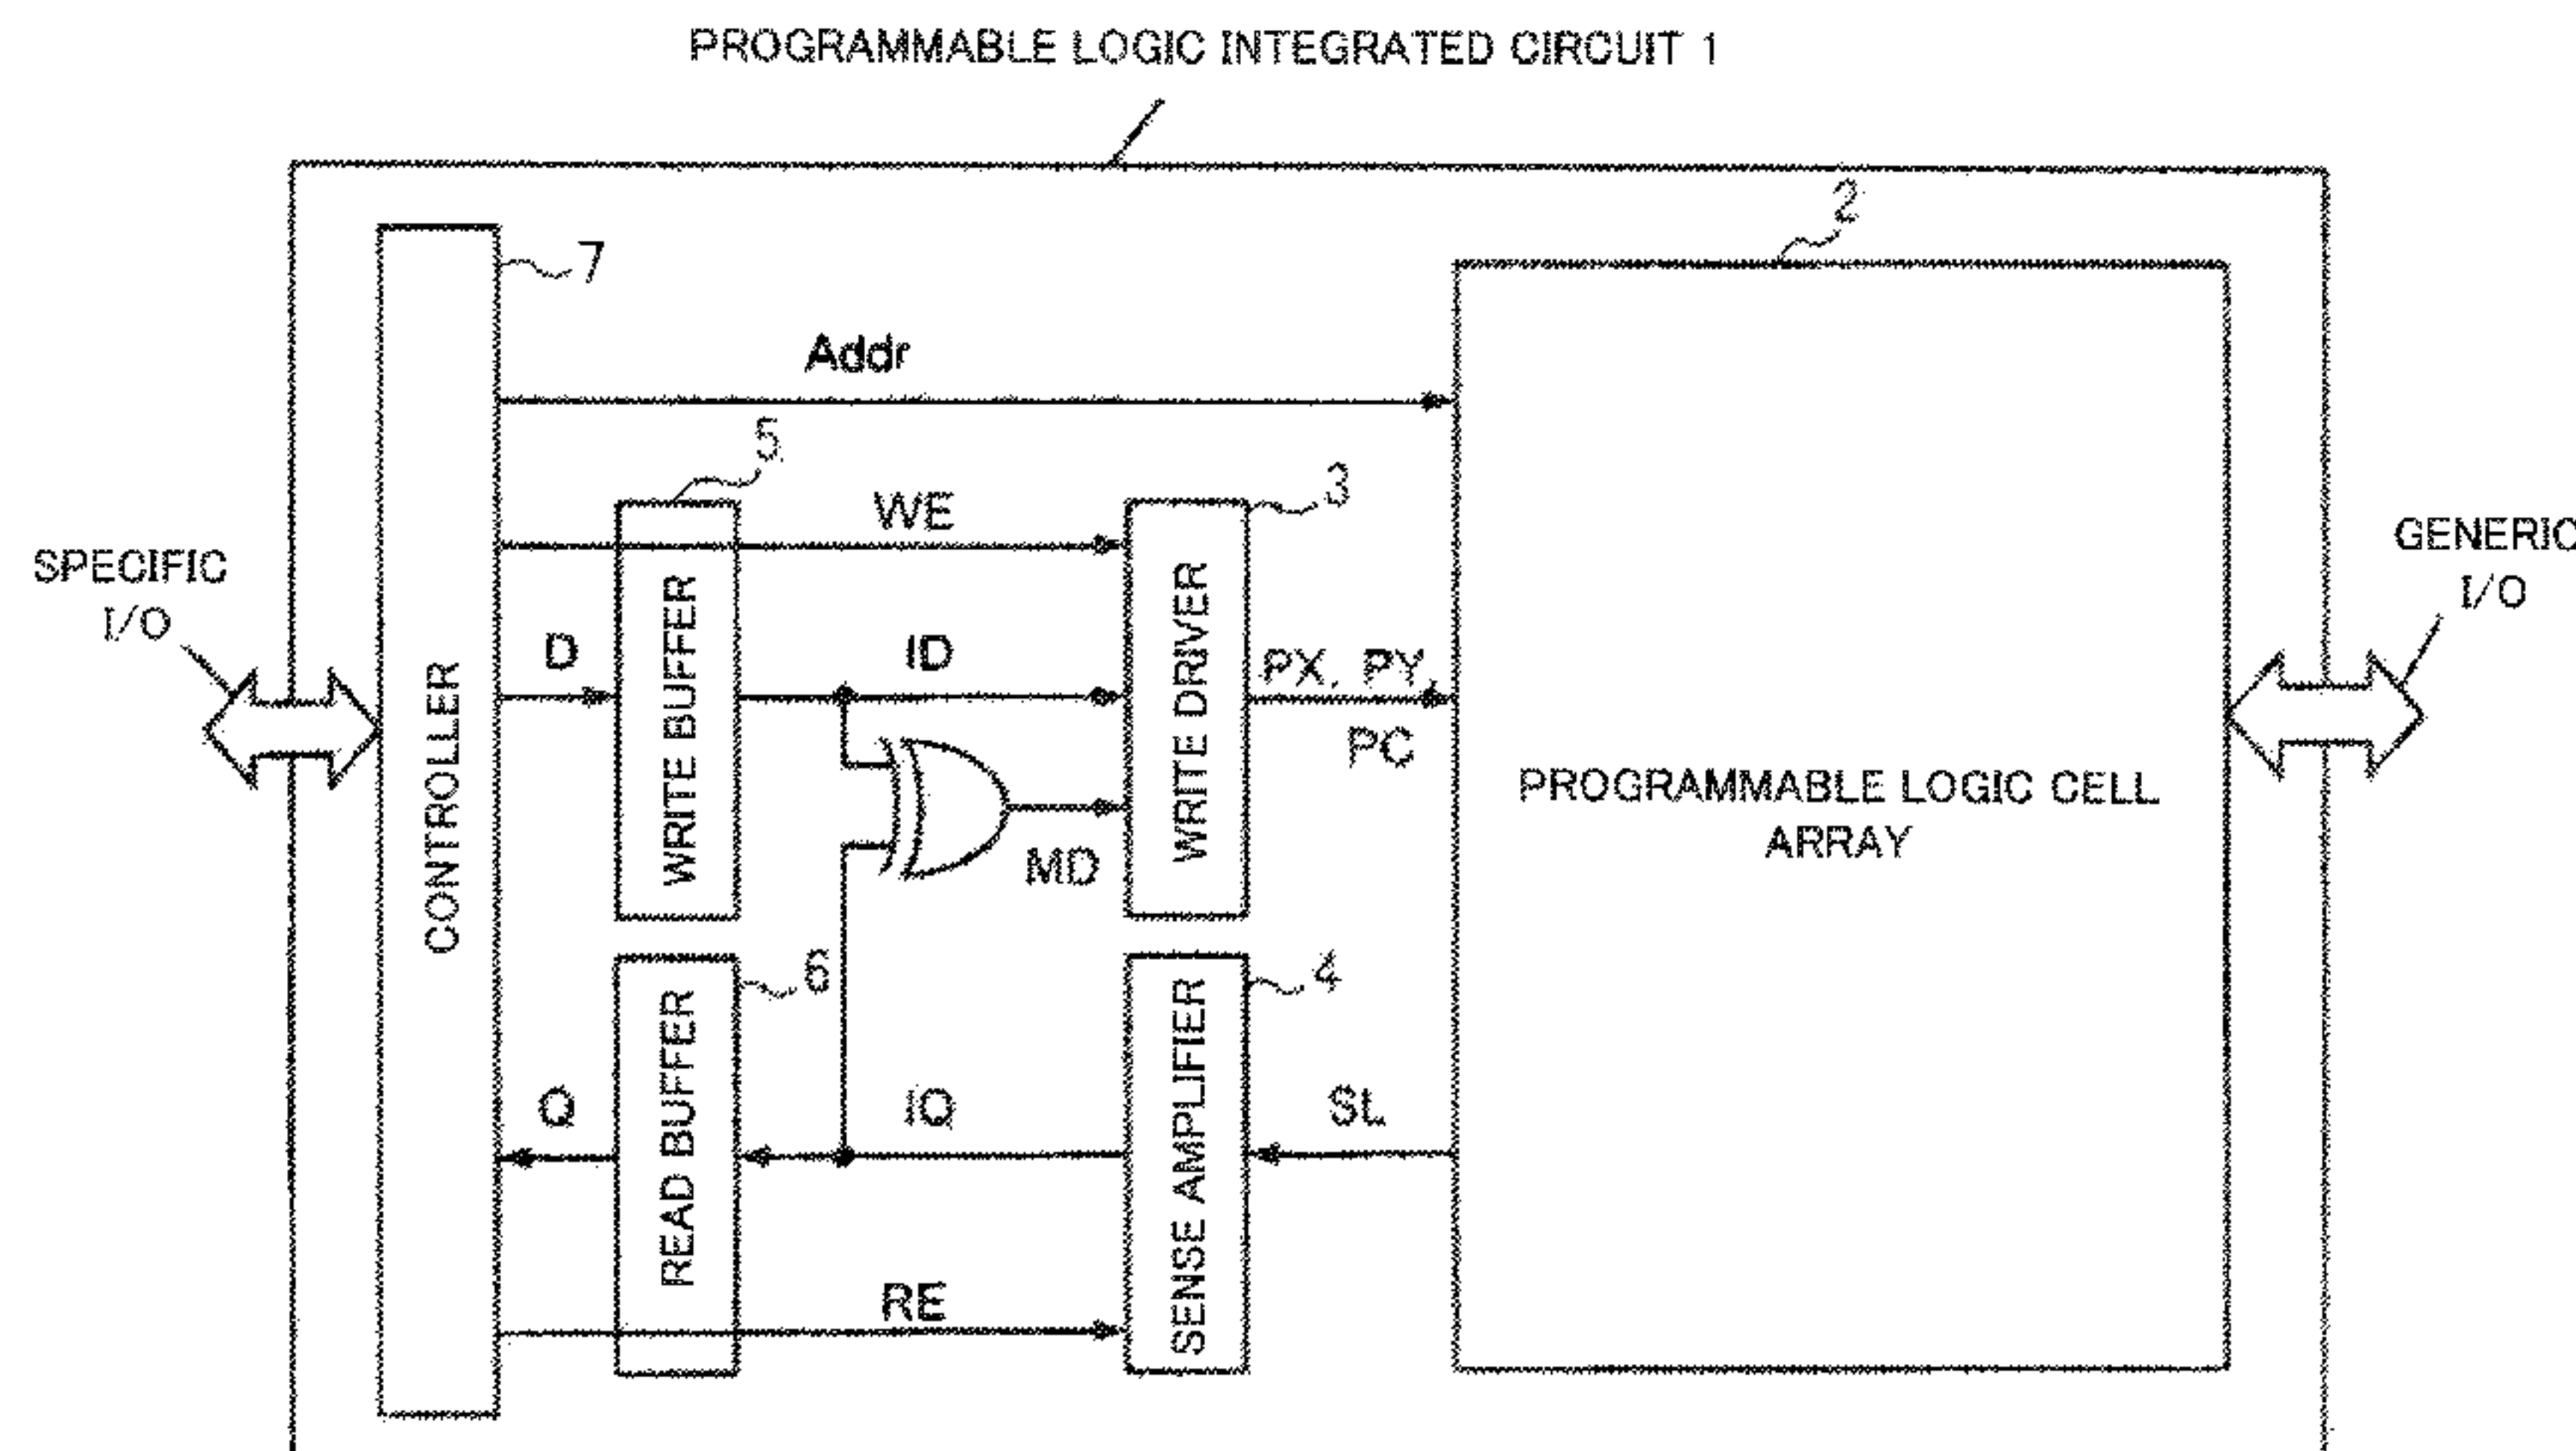 PROGRAMMABLE LOGIC INTEGRATED CIRCUIT 1
2
7
Addr
5
WE
3
SPECIFIC
I/O
GENERIC
I/O
D
ID
PX, PY,
PC
CONTROLLER
WRITE BUFFER
WRITE DRIVER
PROGRAMMABLE LOGIC CELL
ARRAY
MD
6
4
Q
READ BUFFER
IQ
SENSE AMPLIFIER
SL
RE